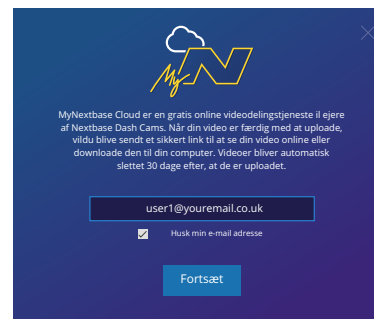 My N
MyNextbase Cloud er en gratis online videodelingstjeneste il ejere
af Nextbase Dash Cams. Når din video er færdig med at uploade,
vildu blive sendt et sikkert link til at se din video online eller
downloade den til din computer. Videoer bliver automatisk
slettet 30 dage efter, at de er uploadet.
user1@youremail.co.uk
Husk min e-mail adresse
Fortsæt